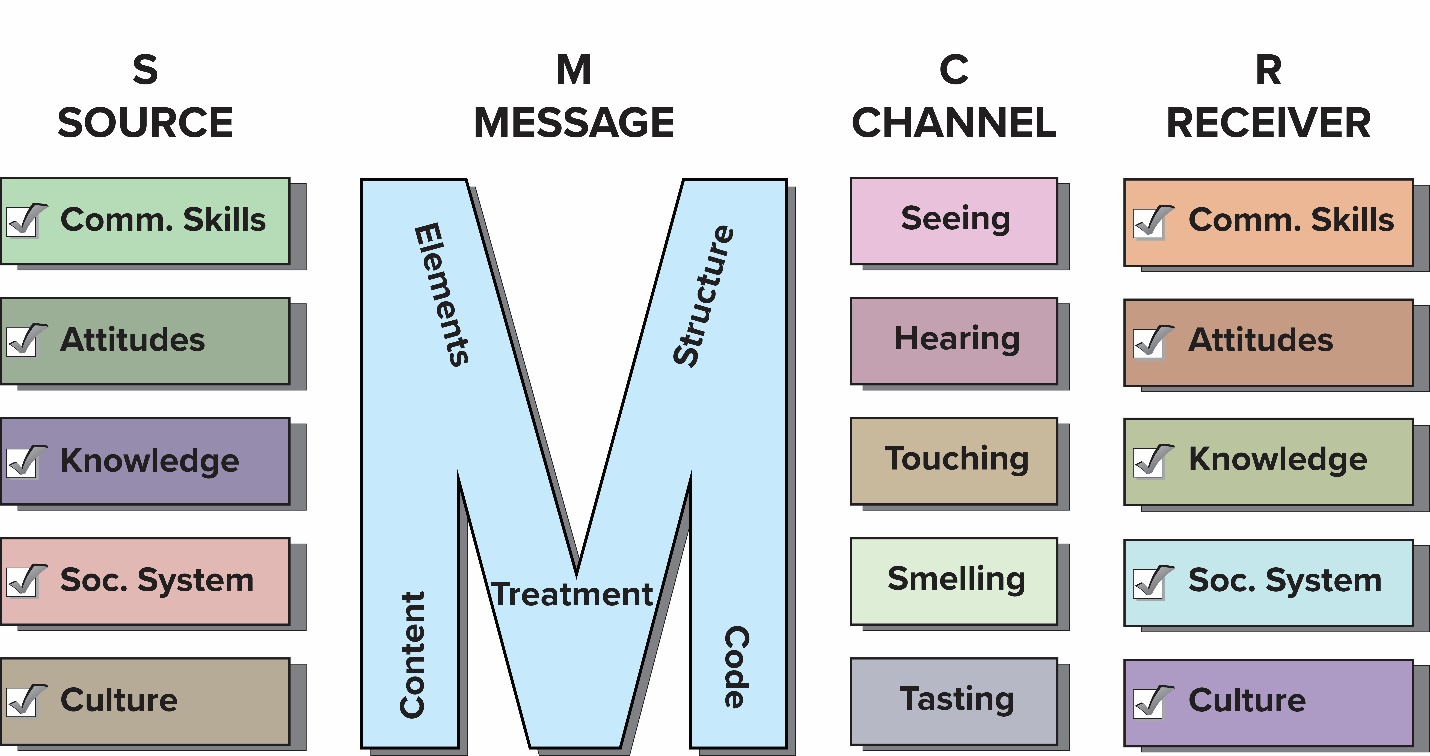 S
SOURCE
Comm. Skills
Attitudes
Knowledge
Soc. System
Culture
M
MESSAGE
Elements
Structure
Content
Treatment
Code
C
CHANNEL
Seeing
Hearing
Touching
Smelling
Tasting
R
RECEIVER
Comm. Skills
Attitudes
Knowledge
Soc. System
Culture